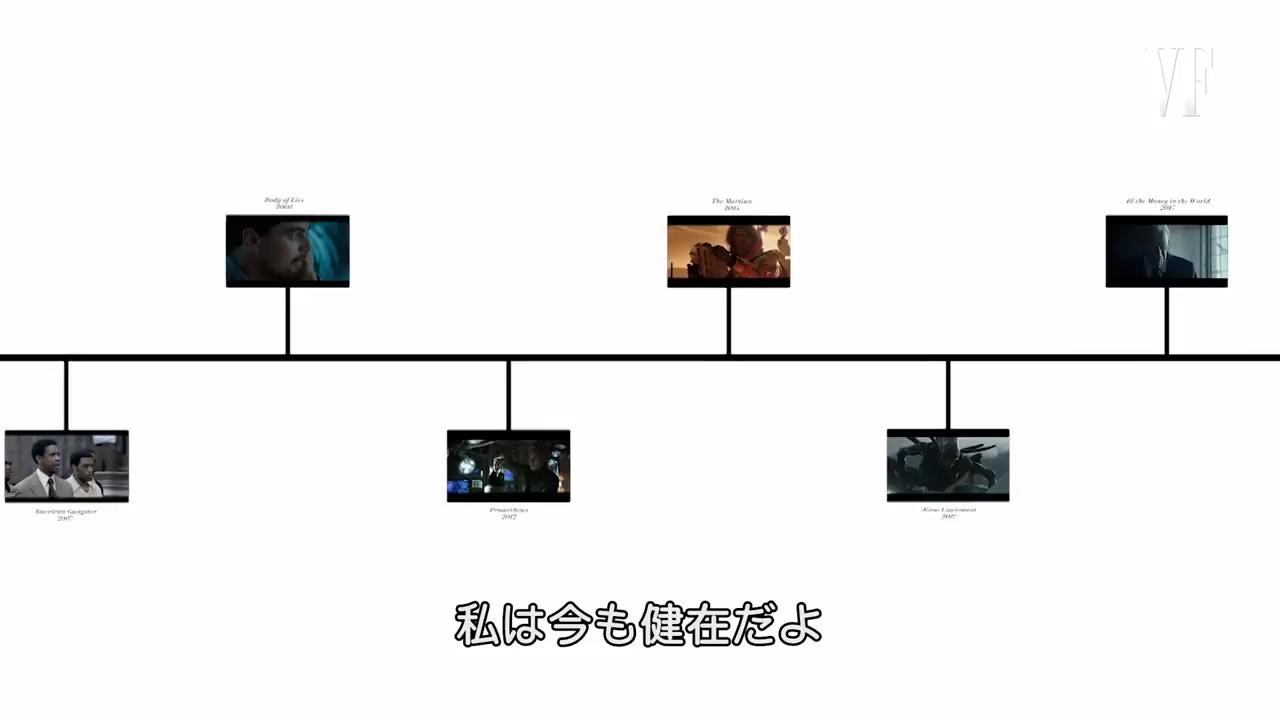 VF
Body of Lies
2008
The Martian
2015
All the Money in the World
2017
American Gangster
2007
Prometheus
2012
Alien: Covenant
2017
私は今も健在だよ